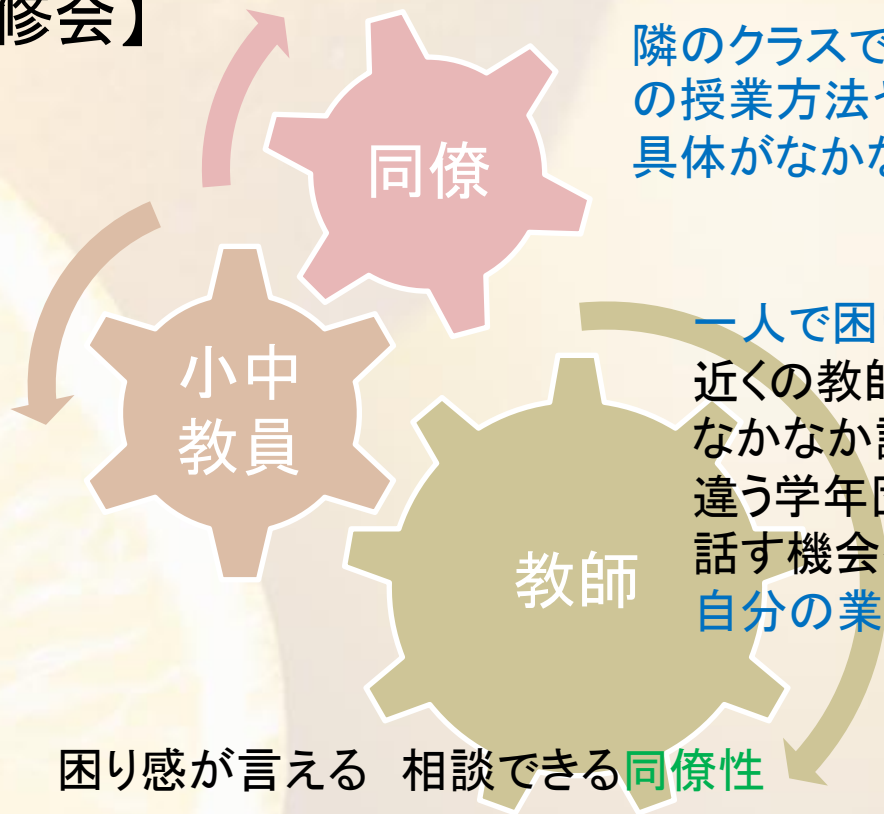 修会】
隣のクラスで
の授業方法
具体がなかな
同僚
小中
教員
一人で困
近くの教師
なかなか
違う学年団
話す機会
自分の業
教師
困り感が言える 相談できる同僚性